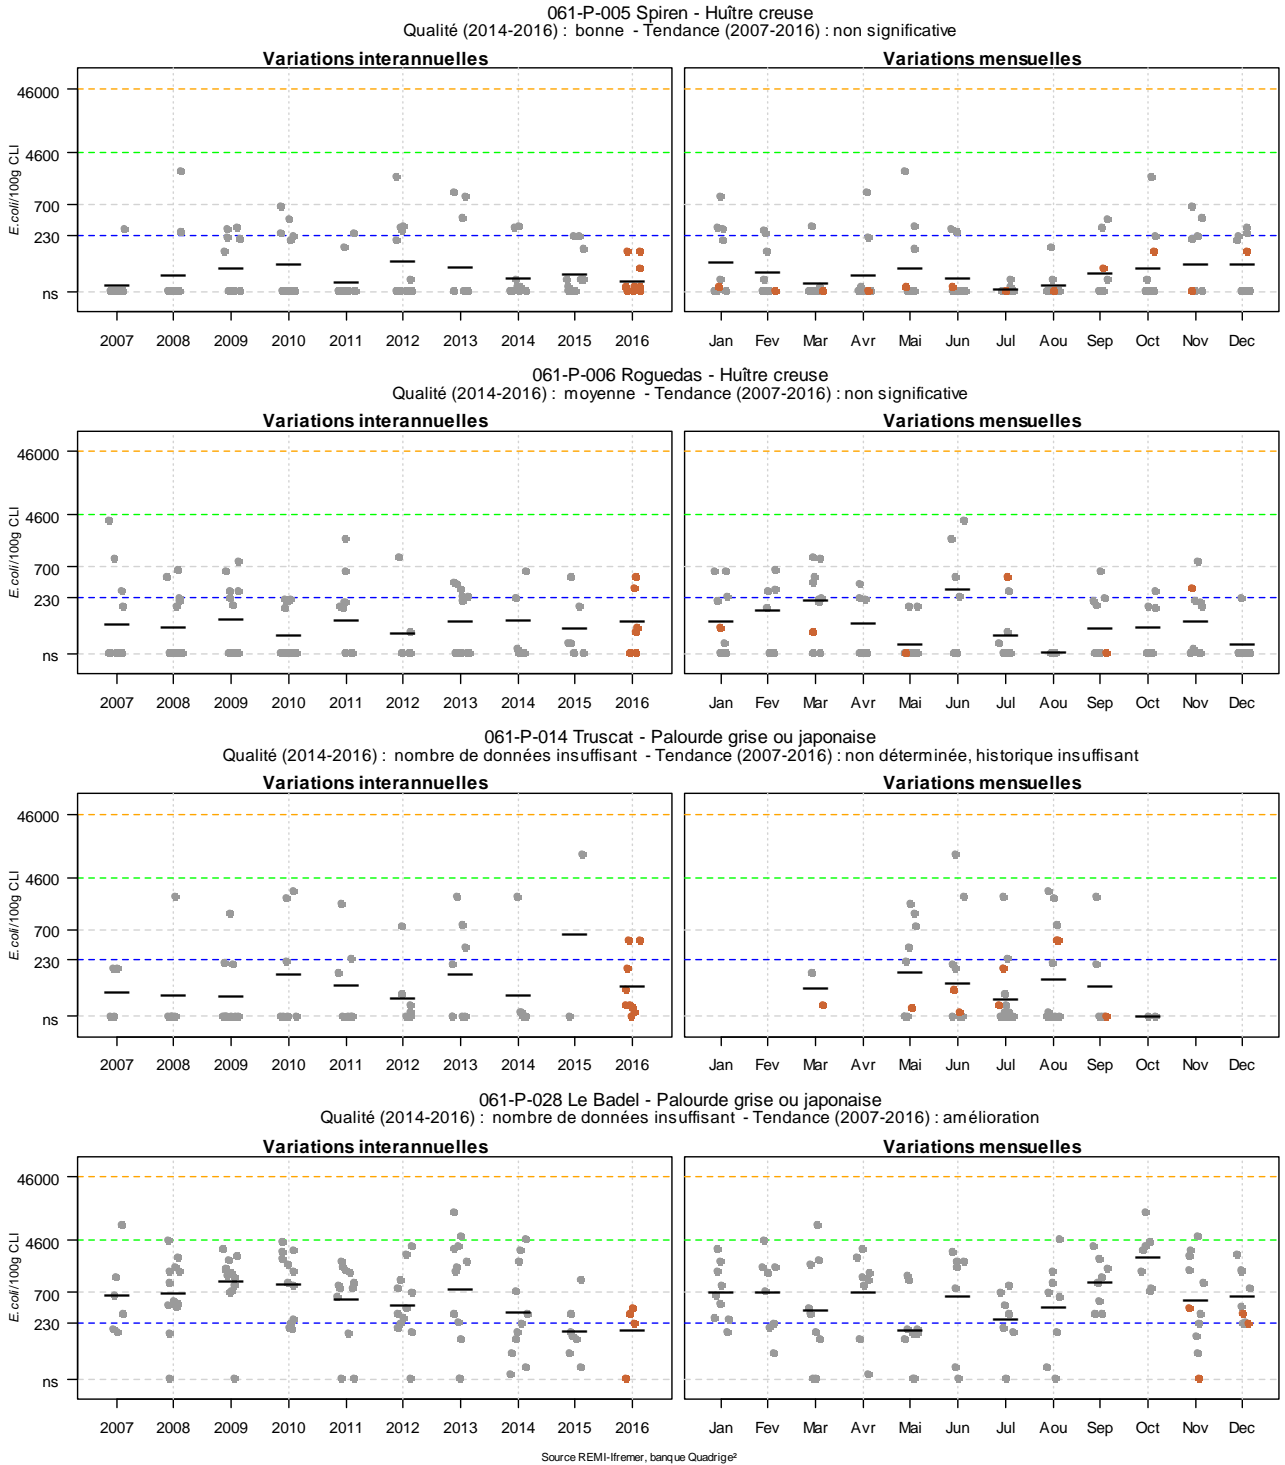 061-P-005 Spiren - Huître creuse
Qualité (2014-2016) : bonne - Tendance (2007-2016) : non significative
Variations interannuelles
Variations mensuelles
E.coli/100g CLI
46000
4600
700
230
ns
2007 2008 2009 2010 2011 2012 2013 2014 2015 2016
Jan Fev Mar Avr Mai Jun Jul Aou Sep Oct Nov Dec
061-P-006 Roguedas - Huître creuse
Qualité (2014-2016) : moyenne - Tendance (2007-2016) : non significative
Variations interannuelles
Variations mensuelles
E.coli/100g CLI
46000
4600
700
230
ns
2007 2008 2009 2010 2011 2012 2013 2014 2015 2016
Jan Fev Mar Avr Mai Jun Jul Aou Sep Oct Nov Dec
061-P-014 Truscat - Palourde grise ou japonaise
Qualité (2014-2016) : nombre de données insuffisant - Tendance (2007-2016) : non déterminée, historique insuffisant
Variations interannuelles
Variations mensuelles
E.coli/100g CLI
46000
4600
700
230
ns
2007 2008 2009 2010 2011 2012 2013 2014 2015 2016
Jan Fev Mar Avr Mai Jun Jul Aou Sep Oct Nov Dec
061-P-028 Le Badel - Palourde grise ou japonaise
Qualité (2014-2016) : nombre de données insuffisant - Tendance (2007-2016) : amélioration
Variations interannuelles
Variations mensuelles
E.coli/100g CLI
46000
4600
700
230
ns
2007 2008 2009 2010 2011 2012 2013 2014 2015 2016
Jan Fev Mar Avr Mai Jun Jul Aou Sep Oct Nov Dec
Source REMI-Ifremer, banque Quadrige²